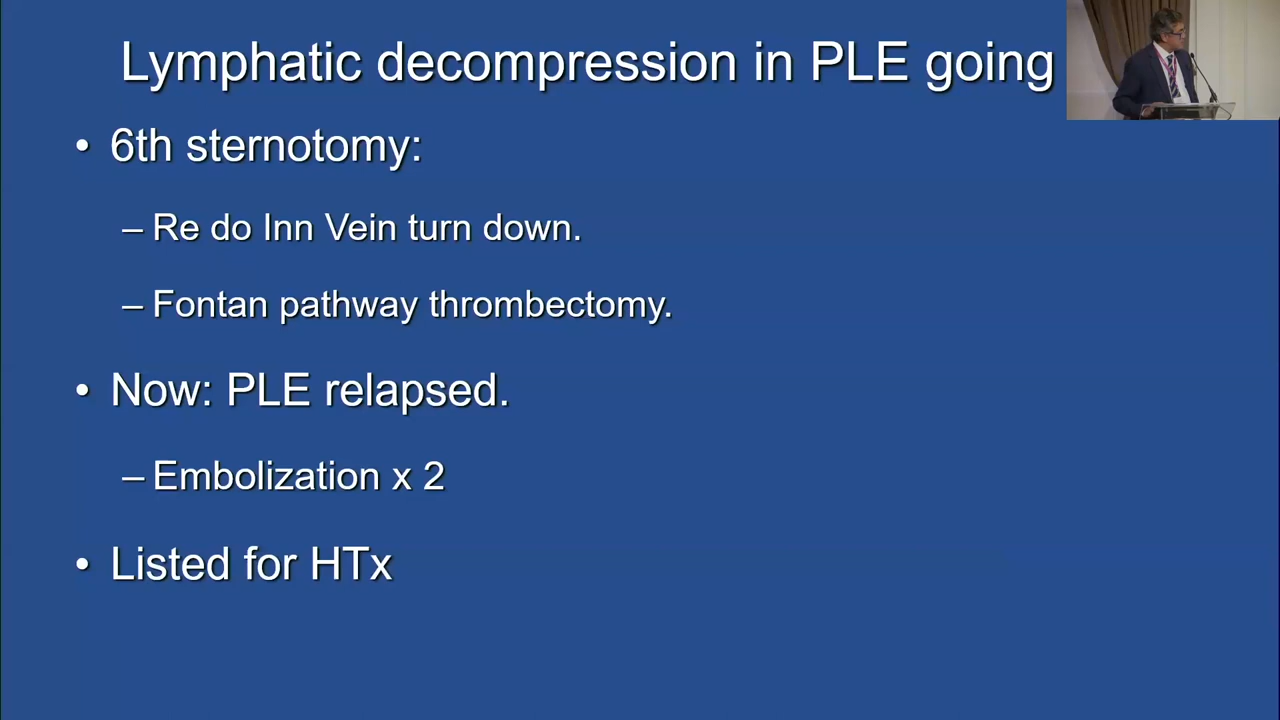 Lymphatic decompression in PLE going
• 6th sternotomy:
– Re do Inn Vein turn down.
– Fontan pathway thrombectomy.
• Now: PLE relapsed.
– Embolization x 2
• Listed for HTx